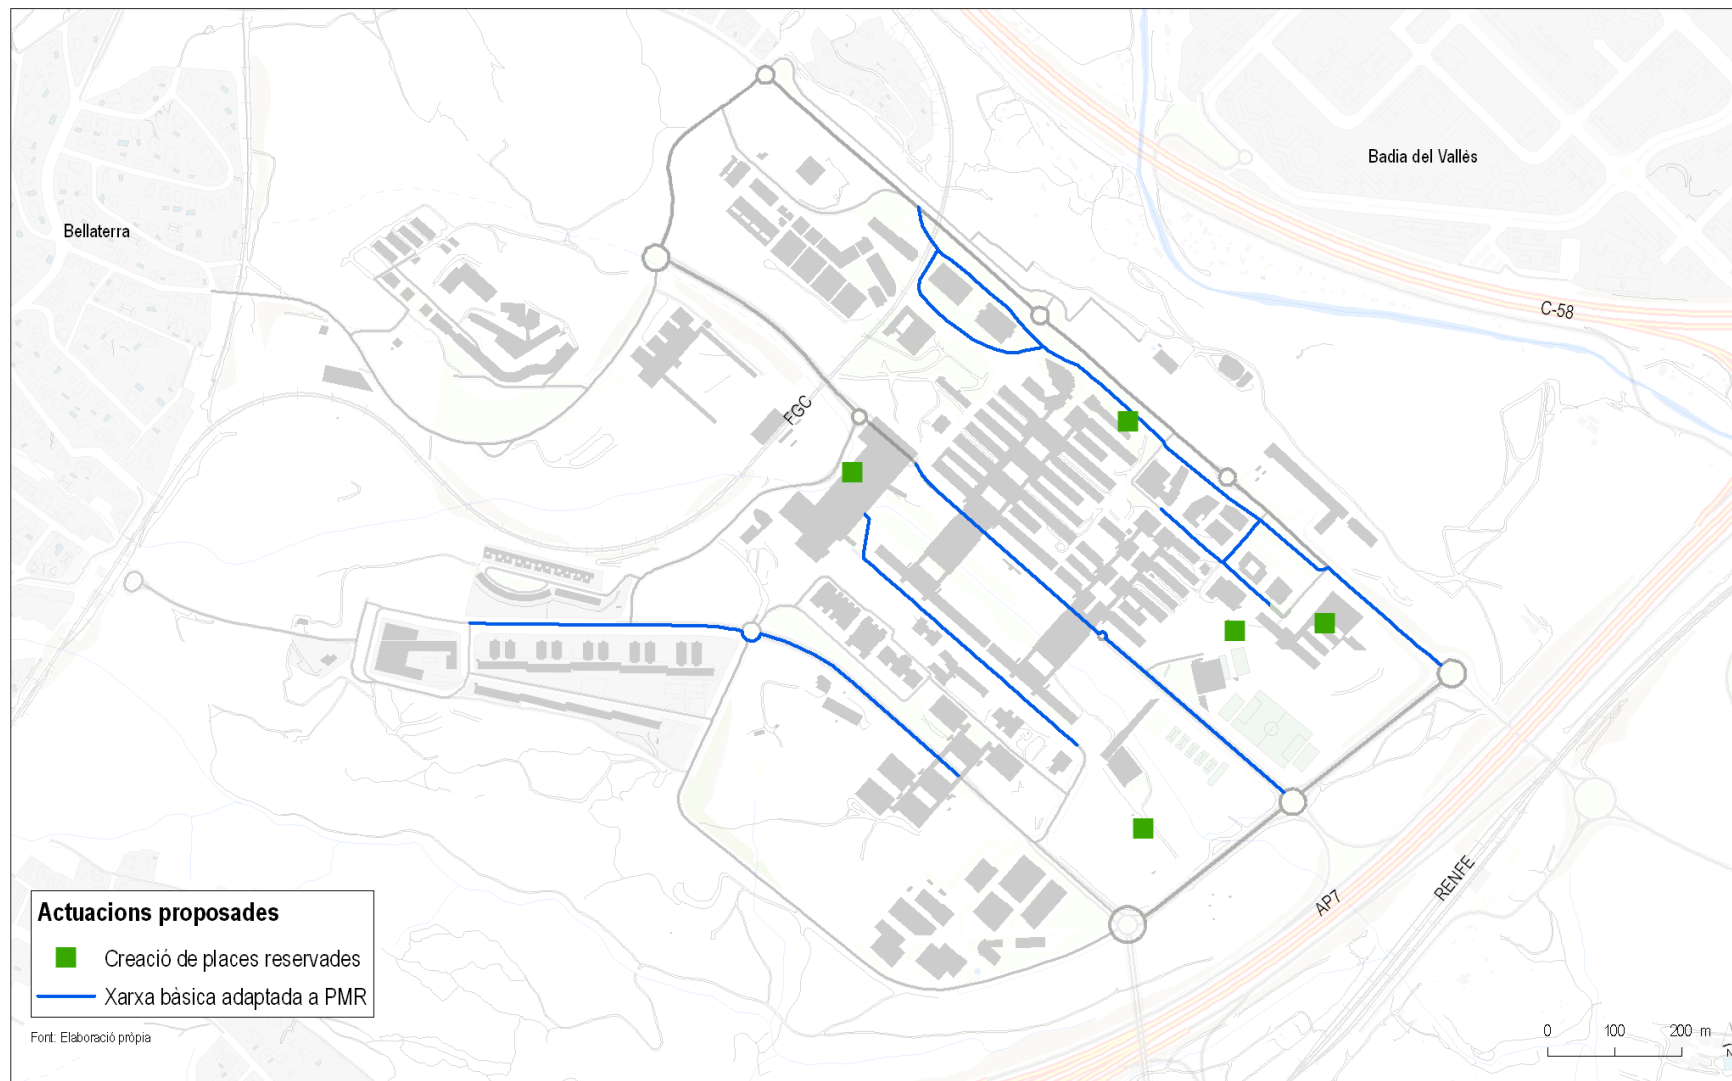 Badia del Vallès
Bellaterra
C-58
FGC
AP7
RENFE
Actuacions proposades
Creació de places reservades
Xarxa bàsica adaptada a PMR
Font: Elaboració pròpia
0 100 200 m
N